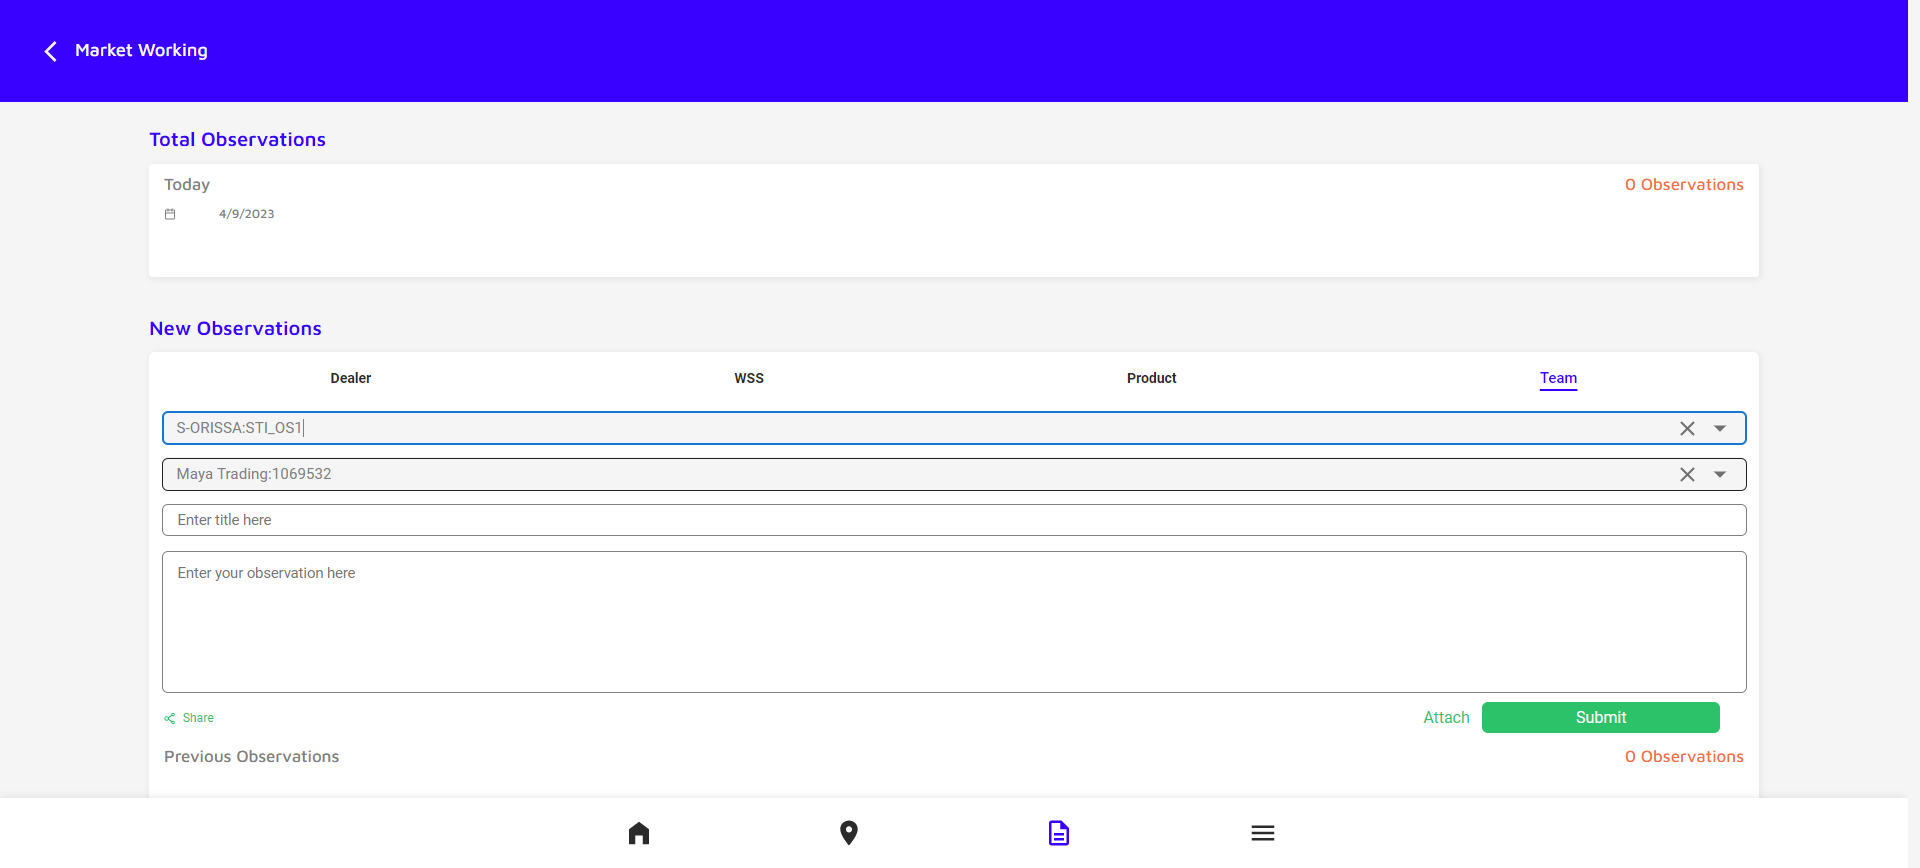 Market Working
Total Observations
Today
0 Observations
4/9/2023
New Observations
Dealer
WSS
Product
Team
S-ORISSA:STI_OS1
Maya Trading:1069532
Enter title here
Enter your observation here
Share
Attach
Submit
Previous Observations
0 Observations